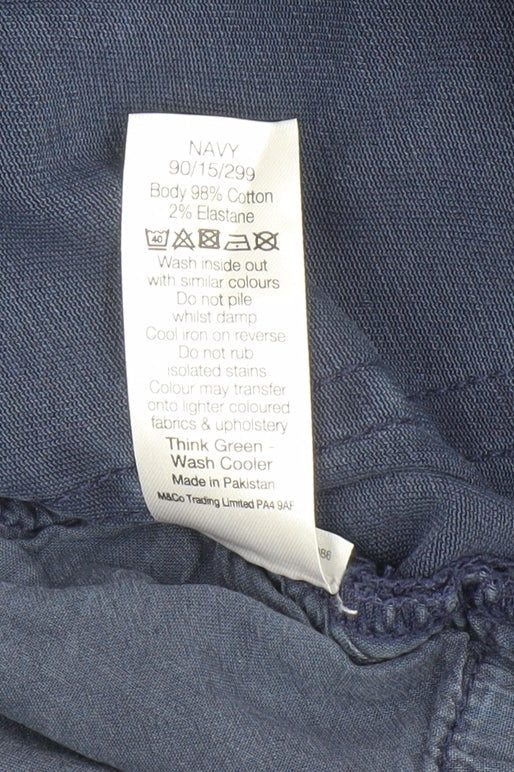 NAVY
90/15/299
Body 98% Cotton
2% Elastane
40
Wash inside out
with similar colours
Do not pile
whilst damp
Cool iron on reverse
Do not rub
isolated stains
Colour may transfer
onto lighter coloured
fabrics & upholstery
Think Green -
Wash Cooler
Made in Pakistan
M&Co Trading Limited PA4 9AF